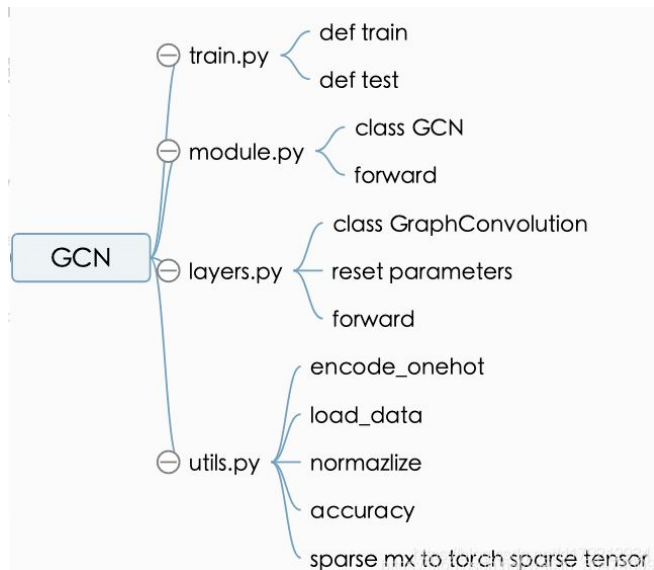 def train
train.py
def test
class GCN
module.py
forward
class GraphConvolution
GCN
layers.py
reset parameters
forward
encode_onehot
load_data
utils.py
normazlize
accuracy
sparse mx to torch sparse tensor